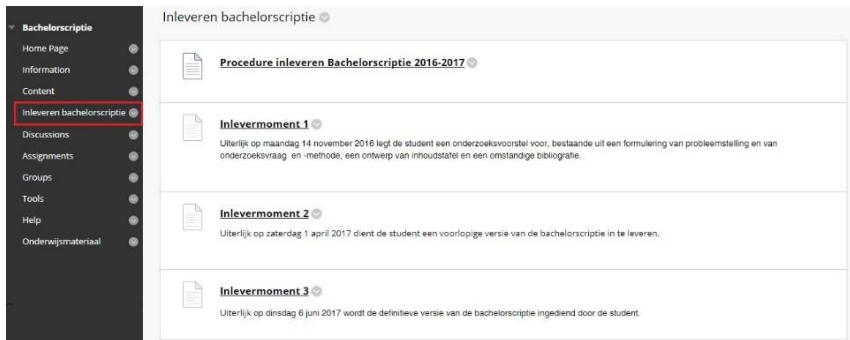 Bachelorscriptie
Home Page
Information
Content
Inleveren bachelorscriptie
Discussions
Assignments
Groups
Tools
Help
Onderwijsmateriaal
Inleveren bachelorscriptie
Procedure inleveren Bachelorscriptie 2016-2017
Inlevermoment 1
Uiterlijk op maandag 14 november 2016 legt de student een onderzoeksvoorstel voor, bestaande uit een formulering van probleemstelling en van
onderzoeksvraag en -methode, een ontwerp van inhoudstafel en een omstandige bibliografie.
Inlevermoment 2
Uiterlijk op zaterdag 1 april 2017 dient de student een voorlopige versie van de bachelorscriptie in te leveren.
Inlevermoment 3
Uiterlijk op dinsdag 6 juni 2017 wordt de definitieve versie van de bachelorscriptie ingediend door de student.